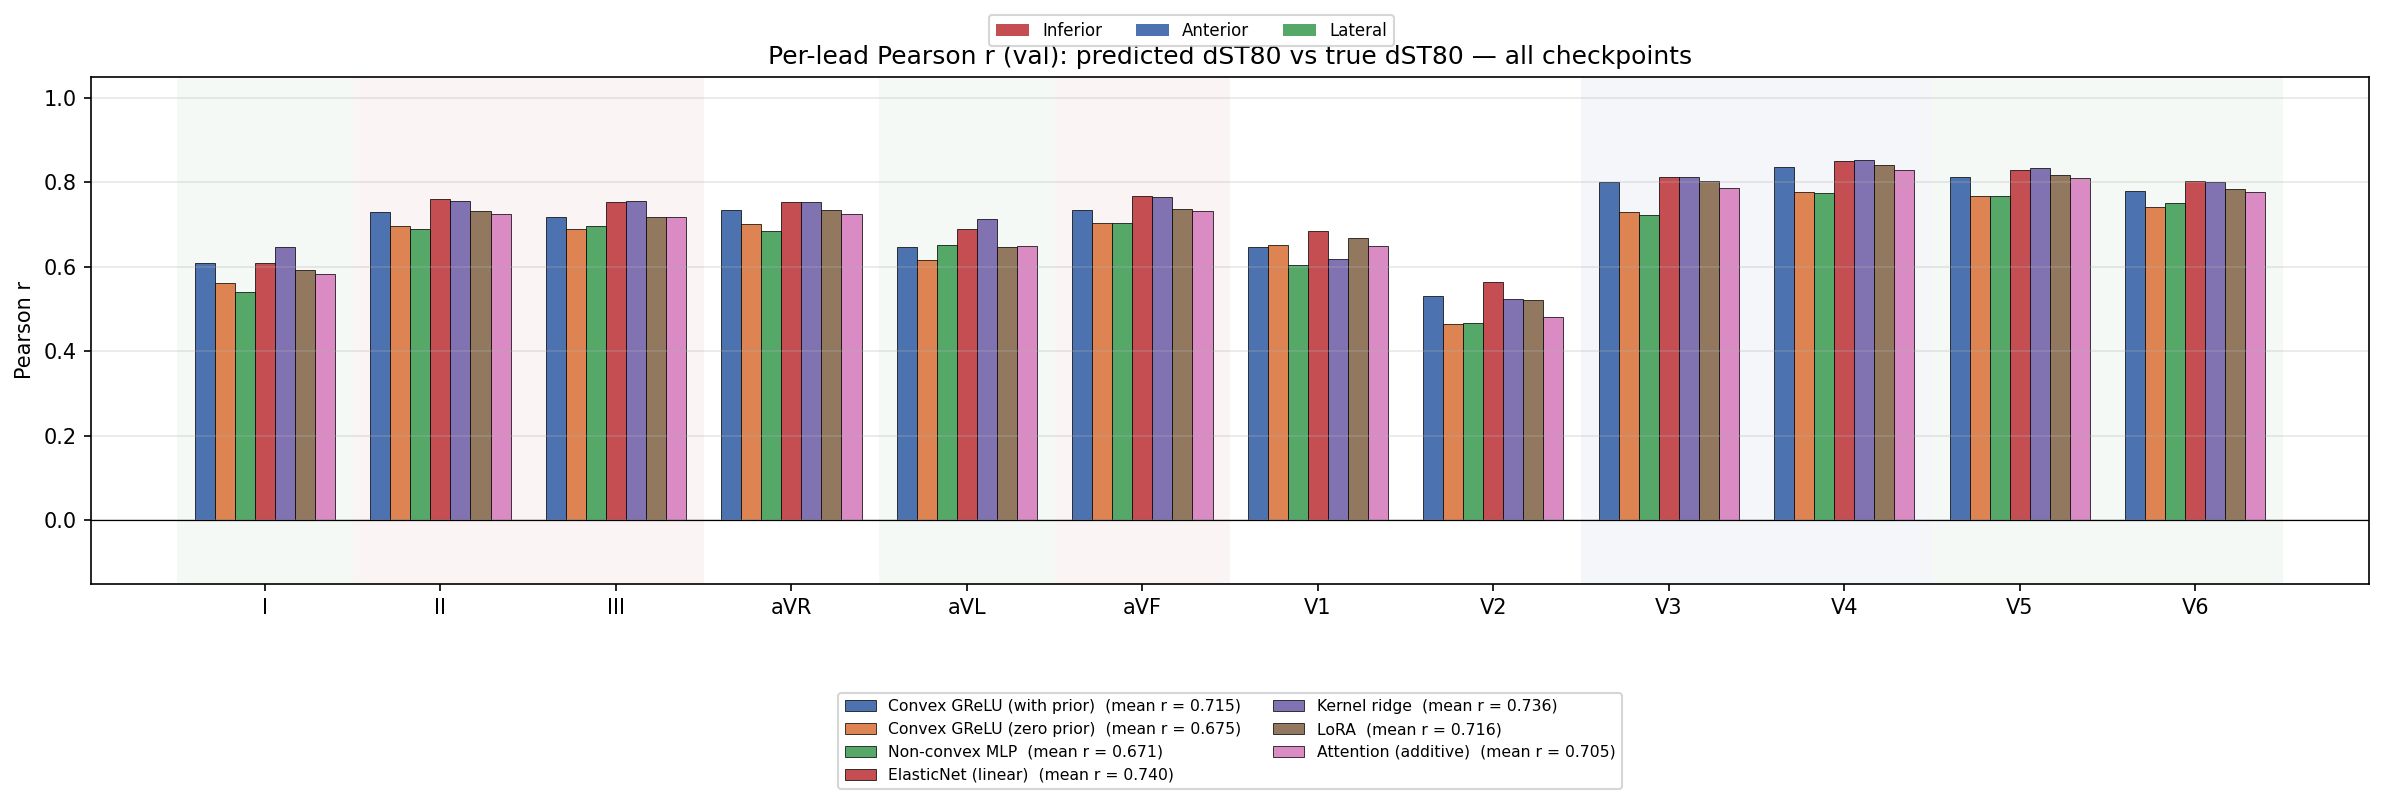 Inferior Anterior Lateral
Per-lead Pearson r (val): predicted dST80 vs true dST80 — all checkpoints
Pearson r
1.0
0.8
0.6
0.4
0.2
0.0
I II III aVR aVL aVF V1 V2 V3 V4 V5 V6
Convex GReLU (with prior) (mean r = 0.715)
Convex GReLU (zero prior) (mean r = 0.675)
Non-convex MLP (mean r = 0.671)
ElasticNet (linear) (mean r = 0.740)
Kernel ridge (mean r = 0.736)
LoRA (mean r = 0.716)
Attention (additive) (mean r = 0.705)